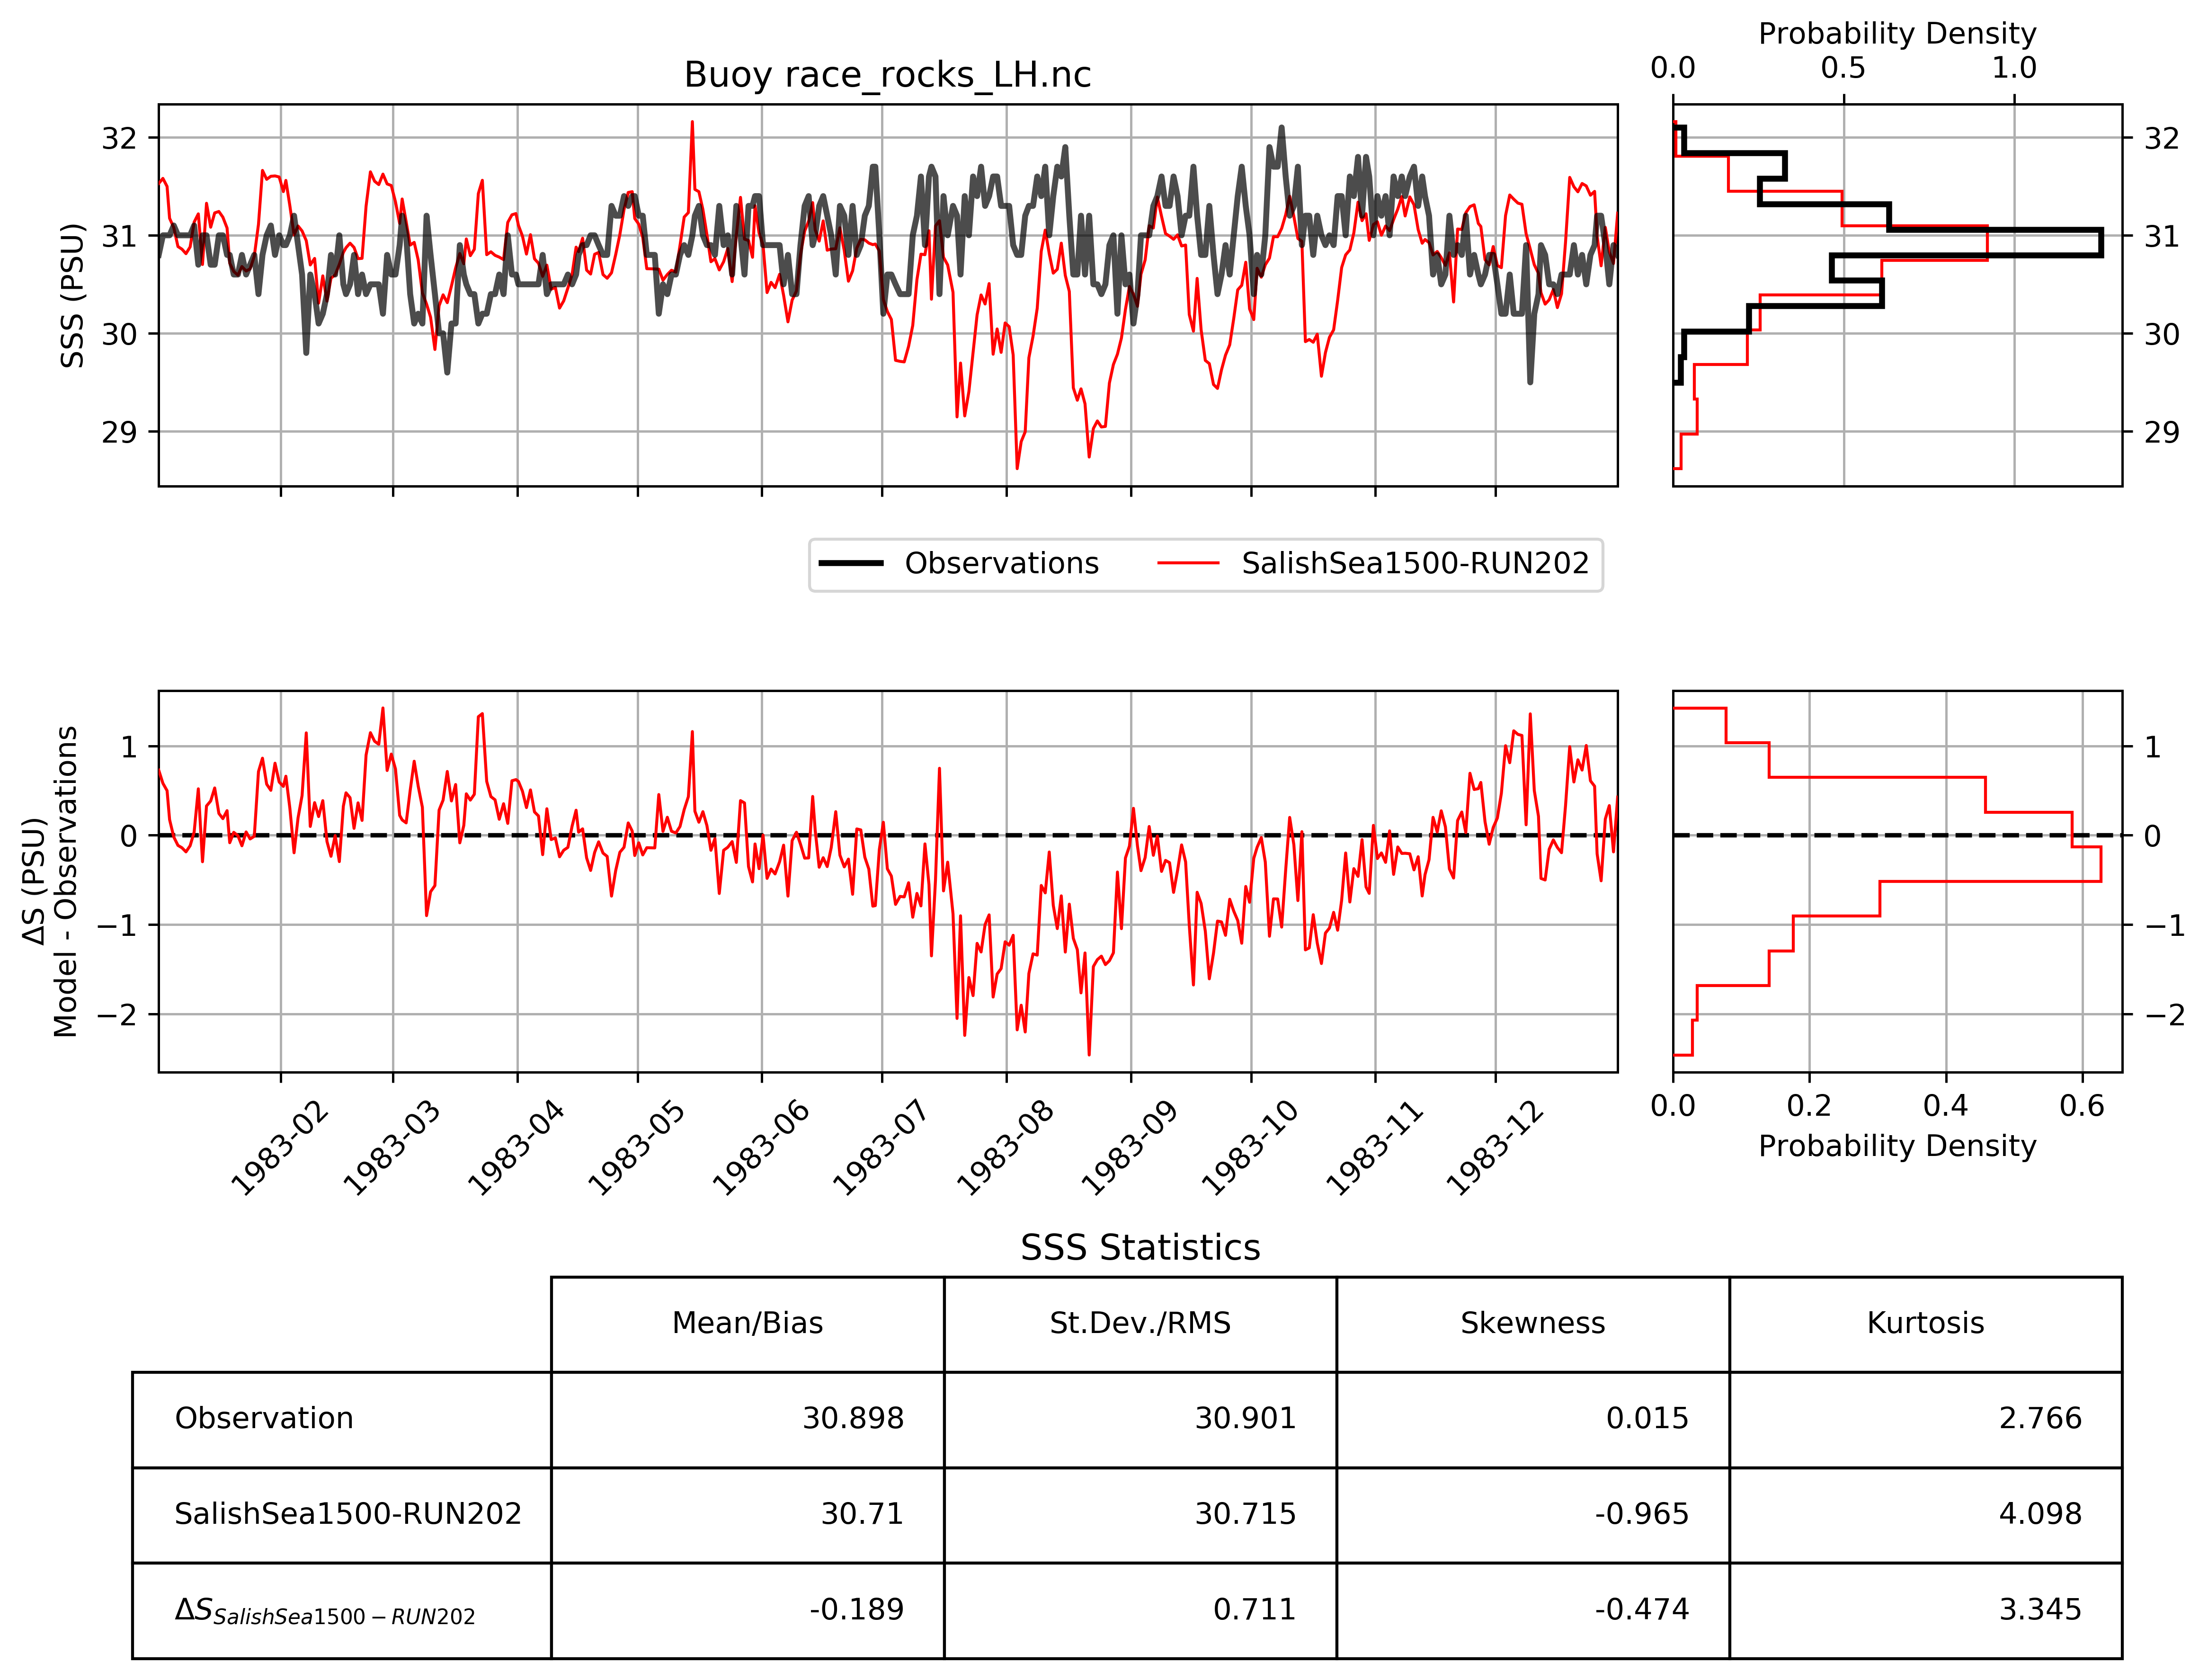 Probability Density
0.0 0.5 1.0
Buoy race_rocks_LH.nc
SSS (PSU)
32
31
30
29
32
31
30
29
Observations SalishSea1500-RUN202
ΔS (PSU)
Model - Observations
1
0
−1
−2
1
0
−1
−2
1983-02 1983-03 1983-04 1983-05 1983-06 1983-07 1983-08 1983-09 1983-10 1983-11 1983-12
0.0 0.2 0.4 0.6
Probability Density
SSS Statistics
Mean/Bias St.Dev./RMS Skewness Kurtosis
Observation 30.898 30.901 0.015 2.766
SalishSea1500-RUN202 30.71 30.715 -0.965 4.098
ΔS SalishSea1500−RUN202 -0.189 0.711 -0.474 3.345